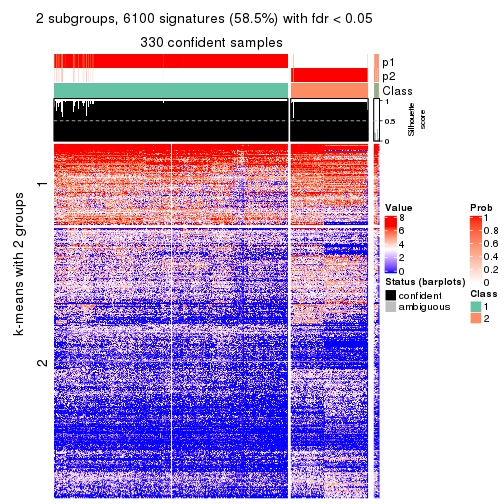 2 subgroups, 6100 signatures (58.5%) with fdr < 0.05
330 confident samples
p1
p2
Class
1
0.5
0
Silhouette
score
k-means with 2 groups
1
2
Value
8
6
4
2
0
Status (barplots)
confident
ambiguous
Prob
1
0.8
0.6
0.4
0.2
0
Class
1
2